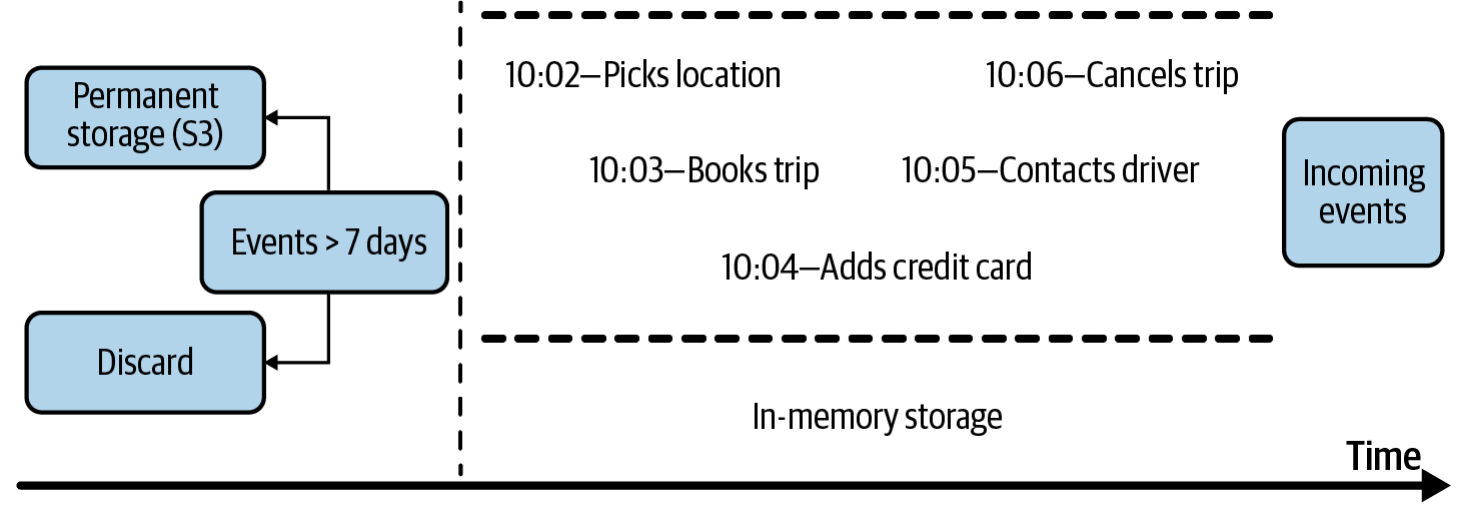 Permanent
storage (S3)
Events > 7 days
Discard
10:02—Picks location
10:06—Cancels trip
10:03—Books trip
10:05—Contacts driver
10:04—Adds credit card
Incoming
events
In-memory storage
Time